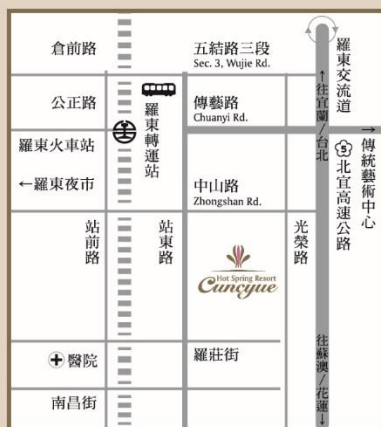 倉前路
五結路三段
Sec. 3, Wujie Rd.
羅東交流道
公正路
羅東轉運站
傳藝路
Chuanyi Rd.
↑往宜蘭/台北
→傳統藝術中心
羅東火車站
5北宜高速公路
←羅東夜市
中山路
Zhongshan Rd.
站前路
站東路
光榮路
Hot Spring Resort
Cuncyue
醫院
羅莊街
往蘇澳/花蓮↓
南昌街